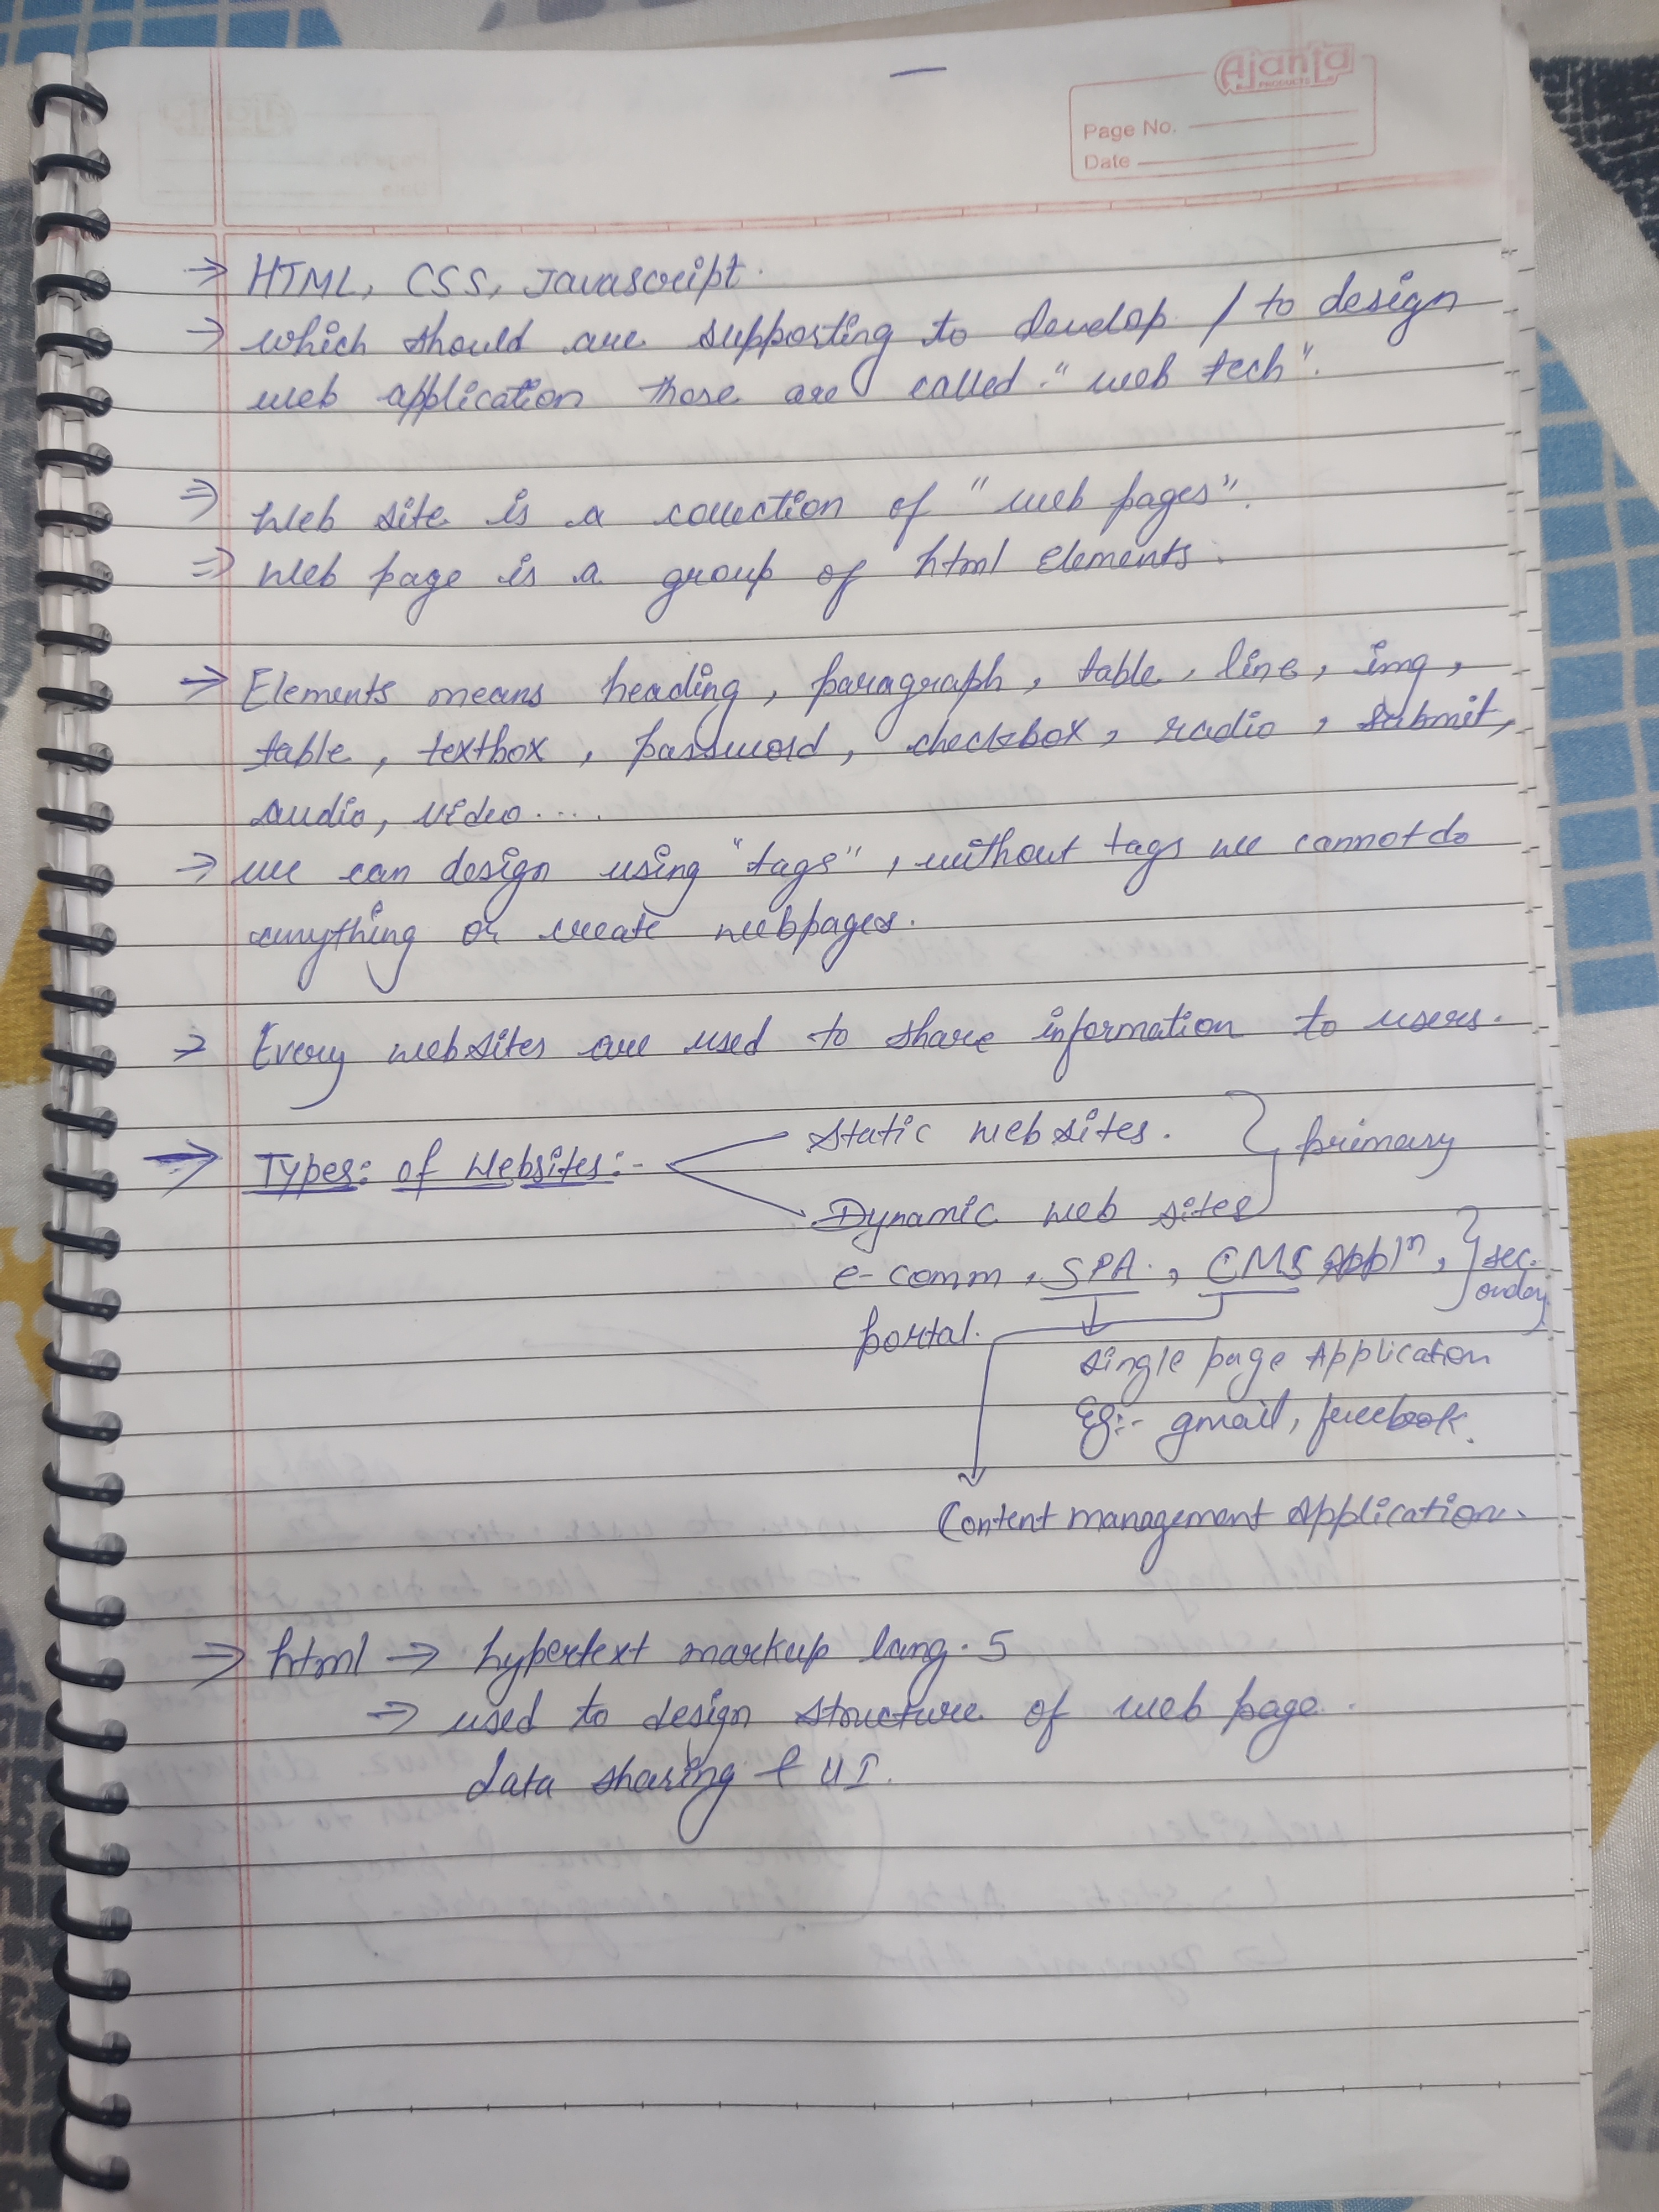 Ajanta
PRODUCTS
Page No.
Date
→ HTML, CSS, Javascript.
→ which should are supporting to develop / to design
web application those are called "web tech".
⇒ Web site is a collection of "web pages".
⇒ Web page is a group of html Elements.
→ Elements means heading, paragraph, table, line, img,
table, textbox, password, checkbox, radio, submit,
audio, video....
→ we can design using "tags", without tags we cannot do
anything or create webpages.
→ Every websites are used to share information to users.
→ Types: of Websites:- Static websites. } primary
Dynamic web sites
e-comm, SPA., CMS Appln, } sec-
ondary
portal.
single page Application
Eg:- gmail, facebook.
Content management Application.
⇒ html → hypertext markup lang. 5
⇒ used to design structure of web page.
data sharing & UI.